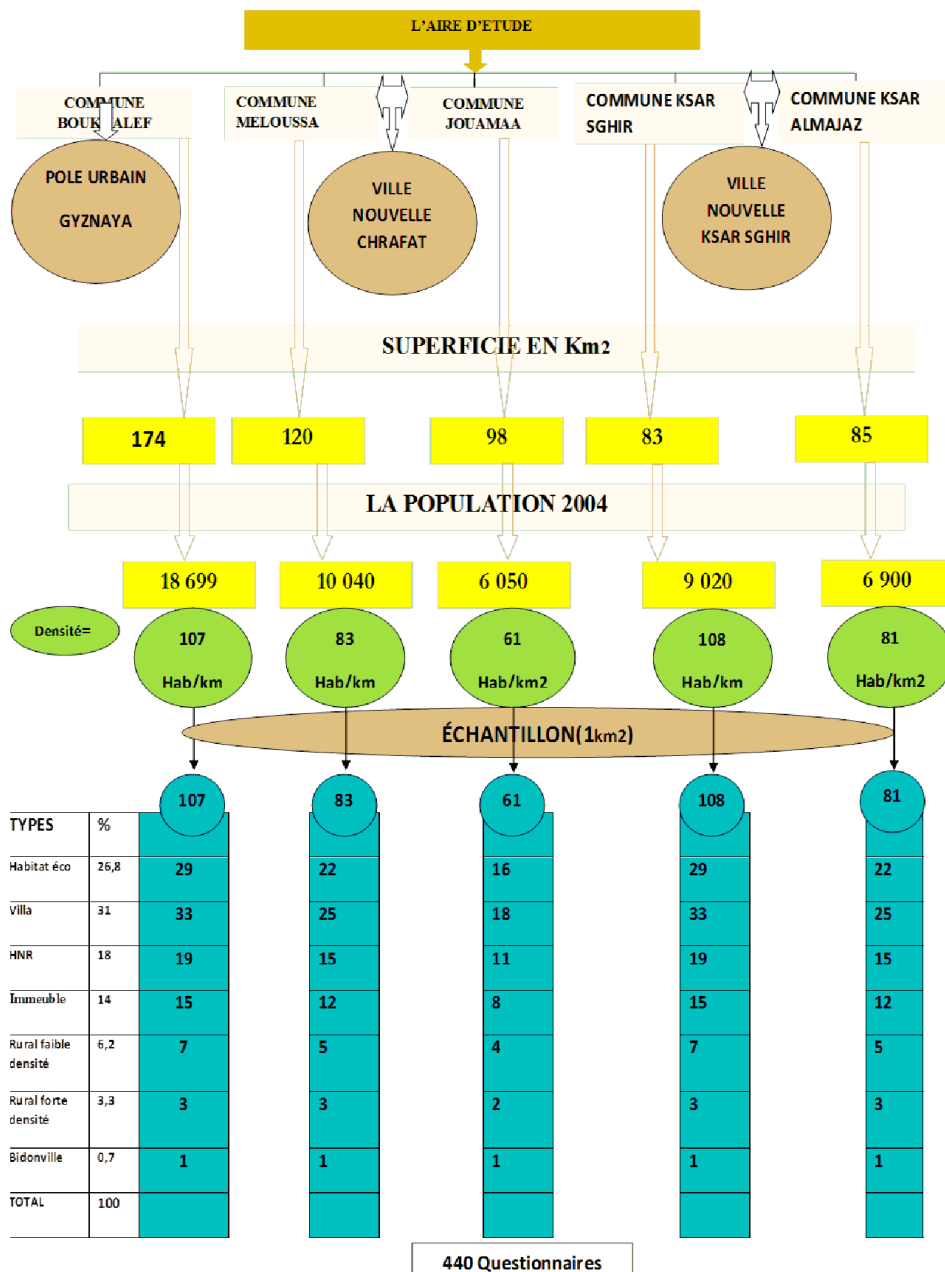 L'AIRE D'ETUDE
COMMUNE
BOUKHALEF
COMMUNE
MELOUSSA
COMMUNE
JOUAMAA
COMMUNE KSAR
SGHIR
COMMUNE KSAR
ALMAJAZ
POLE URBAIN
GYZNAYA
VILLE
NOUVELLE
CHRAFAT
VILLE
NOUVELLE
KSAR SGHIR
SUPERFICIE EN Km2
174 120 98 83 85
LA POPULATION 2004
18 699 10 040 6 050 9 020 6 900
Densité=
107
Hab/km
83
Hab/km
61
Hab/km2
108
Hab/km
81
Hab/km2
ÉCHANTILLON(1km2)
107 83 61 108 81
TYPES %
Habitat éco 26,8 29 22 16 29 22
Villa 31 33 25 18 33 25
HNR 18 19 15 11 19 15
Immeuble 14 15 12 8 15 12
Rural faible
densité 6,2 7 5 4 7 5
Rural forte
densité 3,3 3 3 2 3 3
Bidonville 0,7 1 1 1 1 1
TOTAL 100
440 Questionnaires